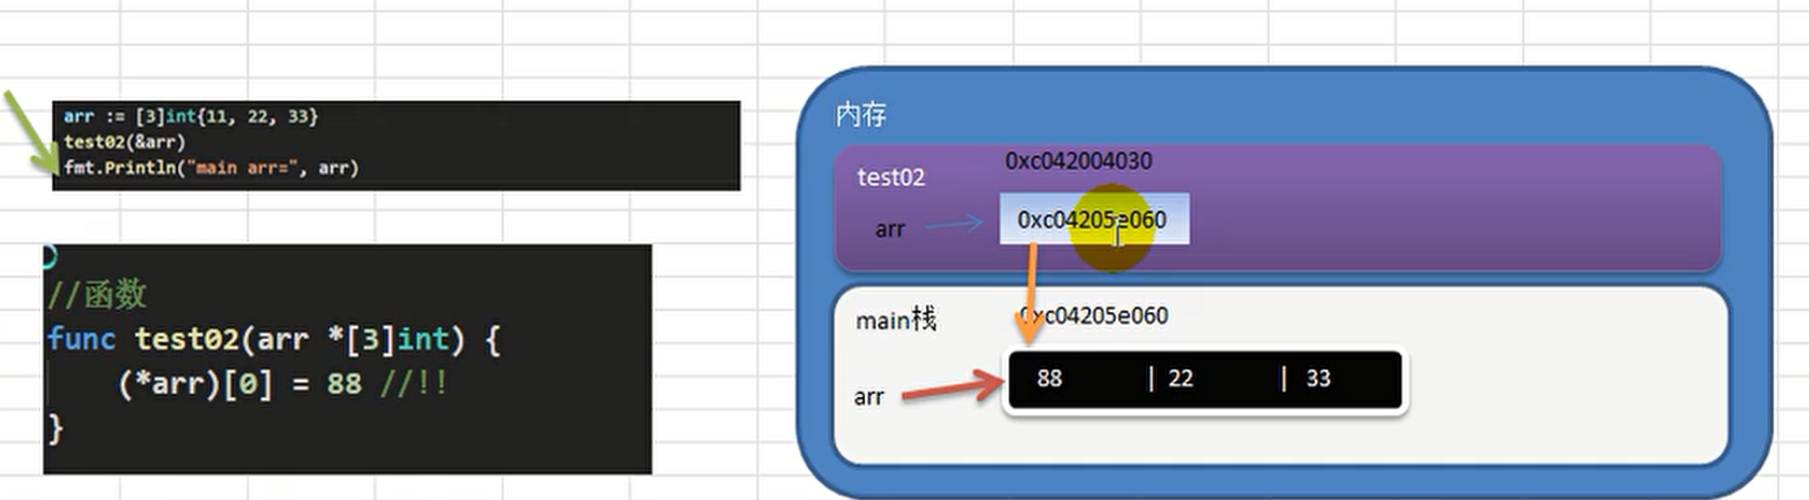 arr := [3]int{11, 22, 33}
test02(&arr)
fmt.Println("main arr=", arr)
//函数
func test02(arr *[3]int) {
(*arr)[0] = 88 //!!
}
内存
test02
0xc042004030
arr
0xc04205e060
main栈
0xc04205e060
arr
88 | 22 | 33